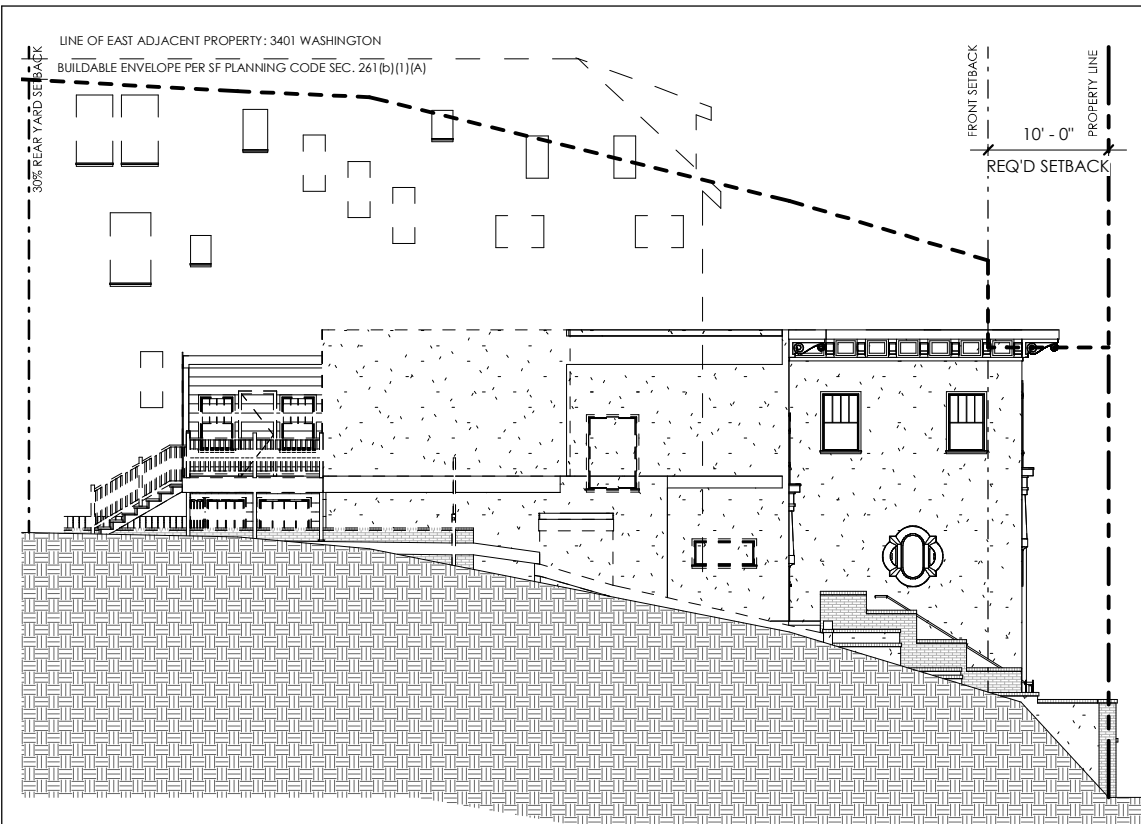 LINE OF EAST ADJACENT PROPERTY: 3401 WASHINGTON
BUILDABLE ENVELOPE PER SF PLANNING CODE SEC. 261(b)(1)(A)
30% REAR YARD SETBACK
FRONT SETBACK
PROPERTY LINE
10' - 0"
REQ'D SETBACK